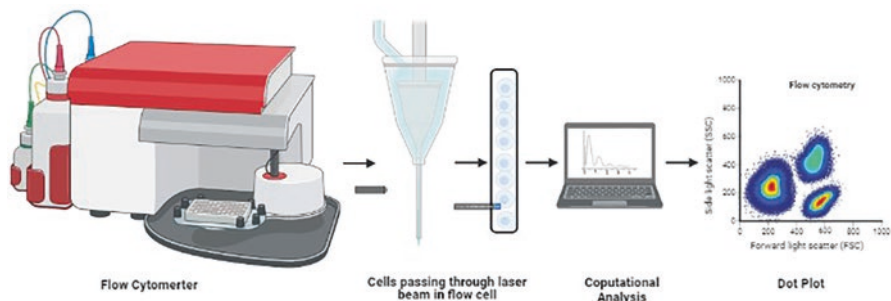 Flow Cytomerter
Cells passing through laser
beam in flow cell
Coputational
Analysis
Flow cytometry
Side light scatter (SSC)
1000
800
600
400
200
0
0 200 400 600 800 1000
Forward light scatter (FSC)
Dot Plot